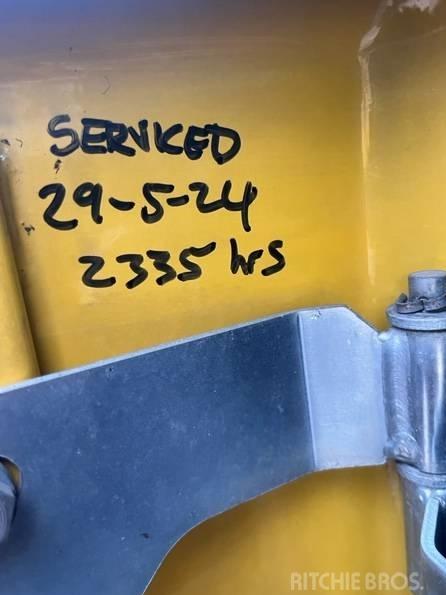 SERVICED
29-5-24
2335 hrs
RITCHIE BROS.